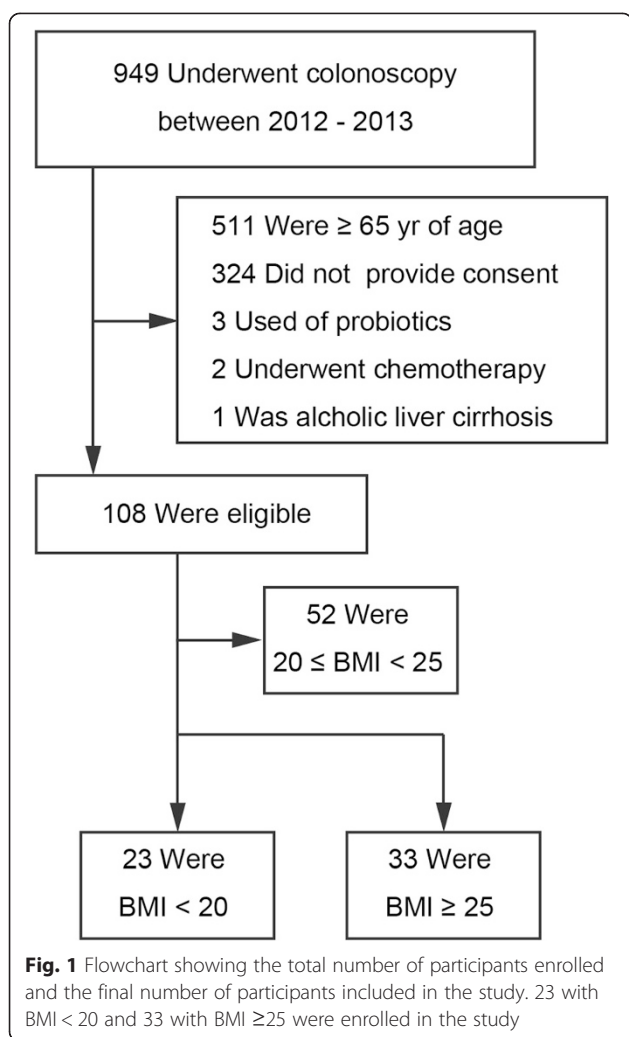 949 Underwent colonoscopy
between 2012 - 2013
511 Were ≥ 65 yr of age
324 Did not provide consent
3 Used of probiotics
2 Underwent chemotherapy
1 Was alcholic liver cirrhosis
108 Were eligible
52 Were
20 ≤ BMI < 25
23 Were
BMI < 20
33 Were
BMI ≥ 25
Fig. 1 Flowchart showing the total number of participants enrolled
and the final number of participants included in the study. 23 with
BMI < 20 and 33 with BMI ≥25 were enrolled in the study